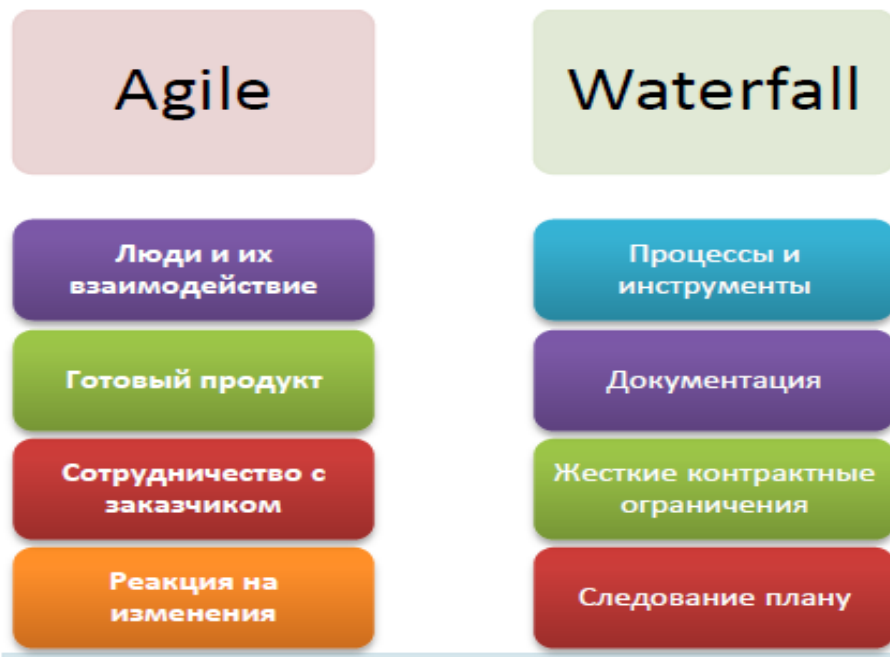 Agile
Waterfall
Люди и их
взаимодействие
Процессы и
инструменты
Готовый продукт
Документация
Сотрудничество с
заказчиком
Жесткие контрактные
ограничения
Реакция на
изменения
Следование плану